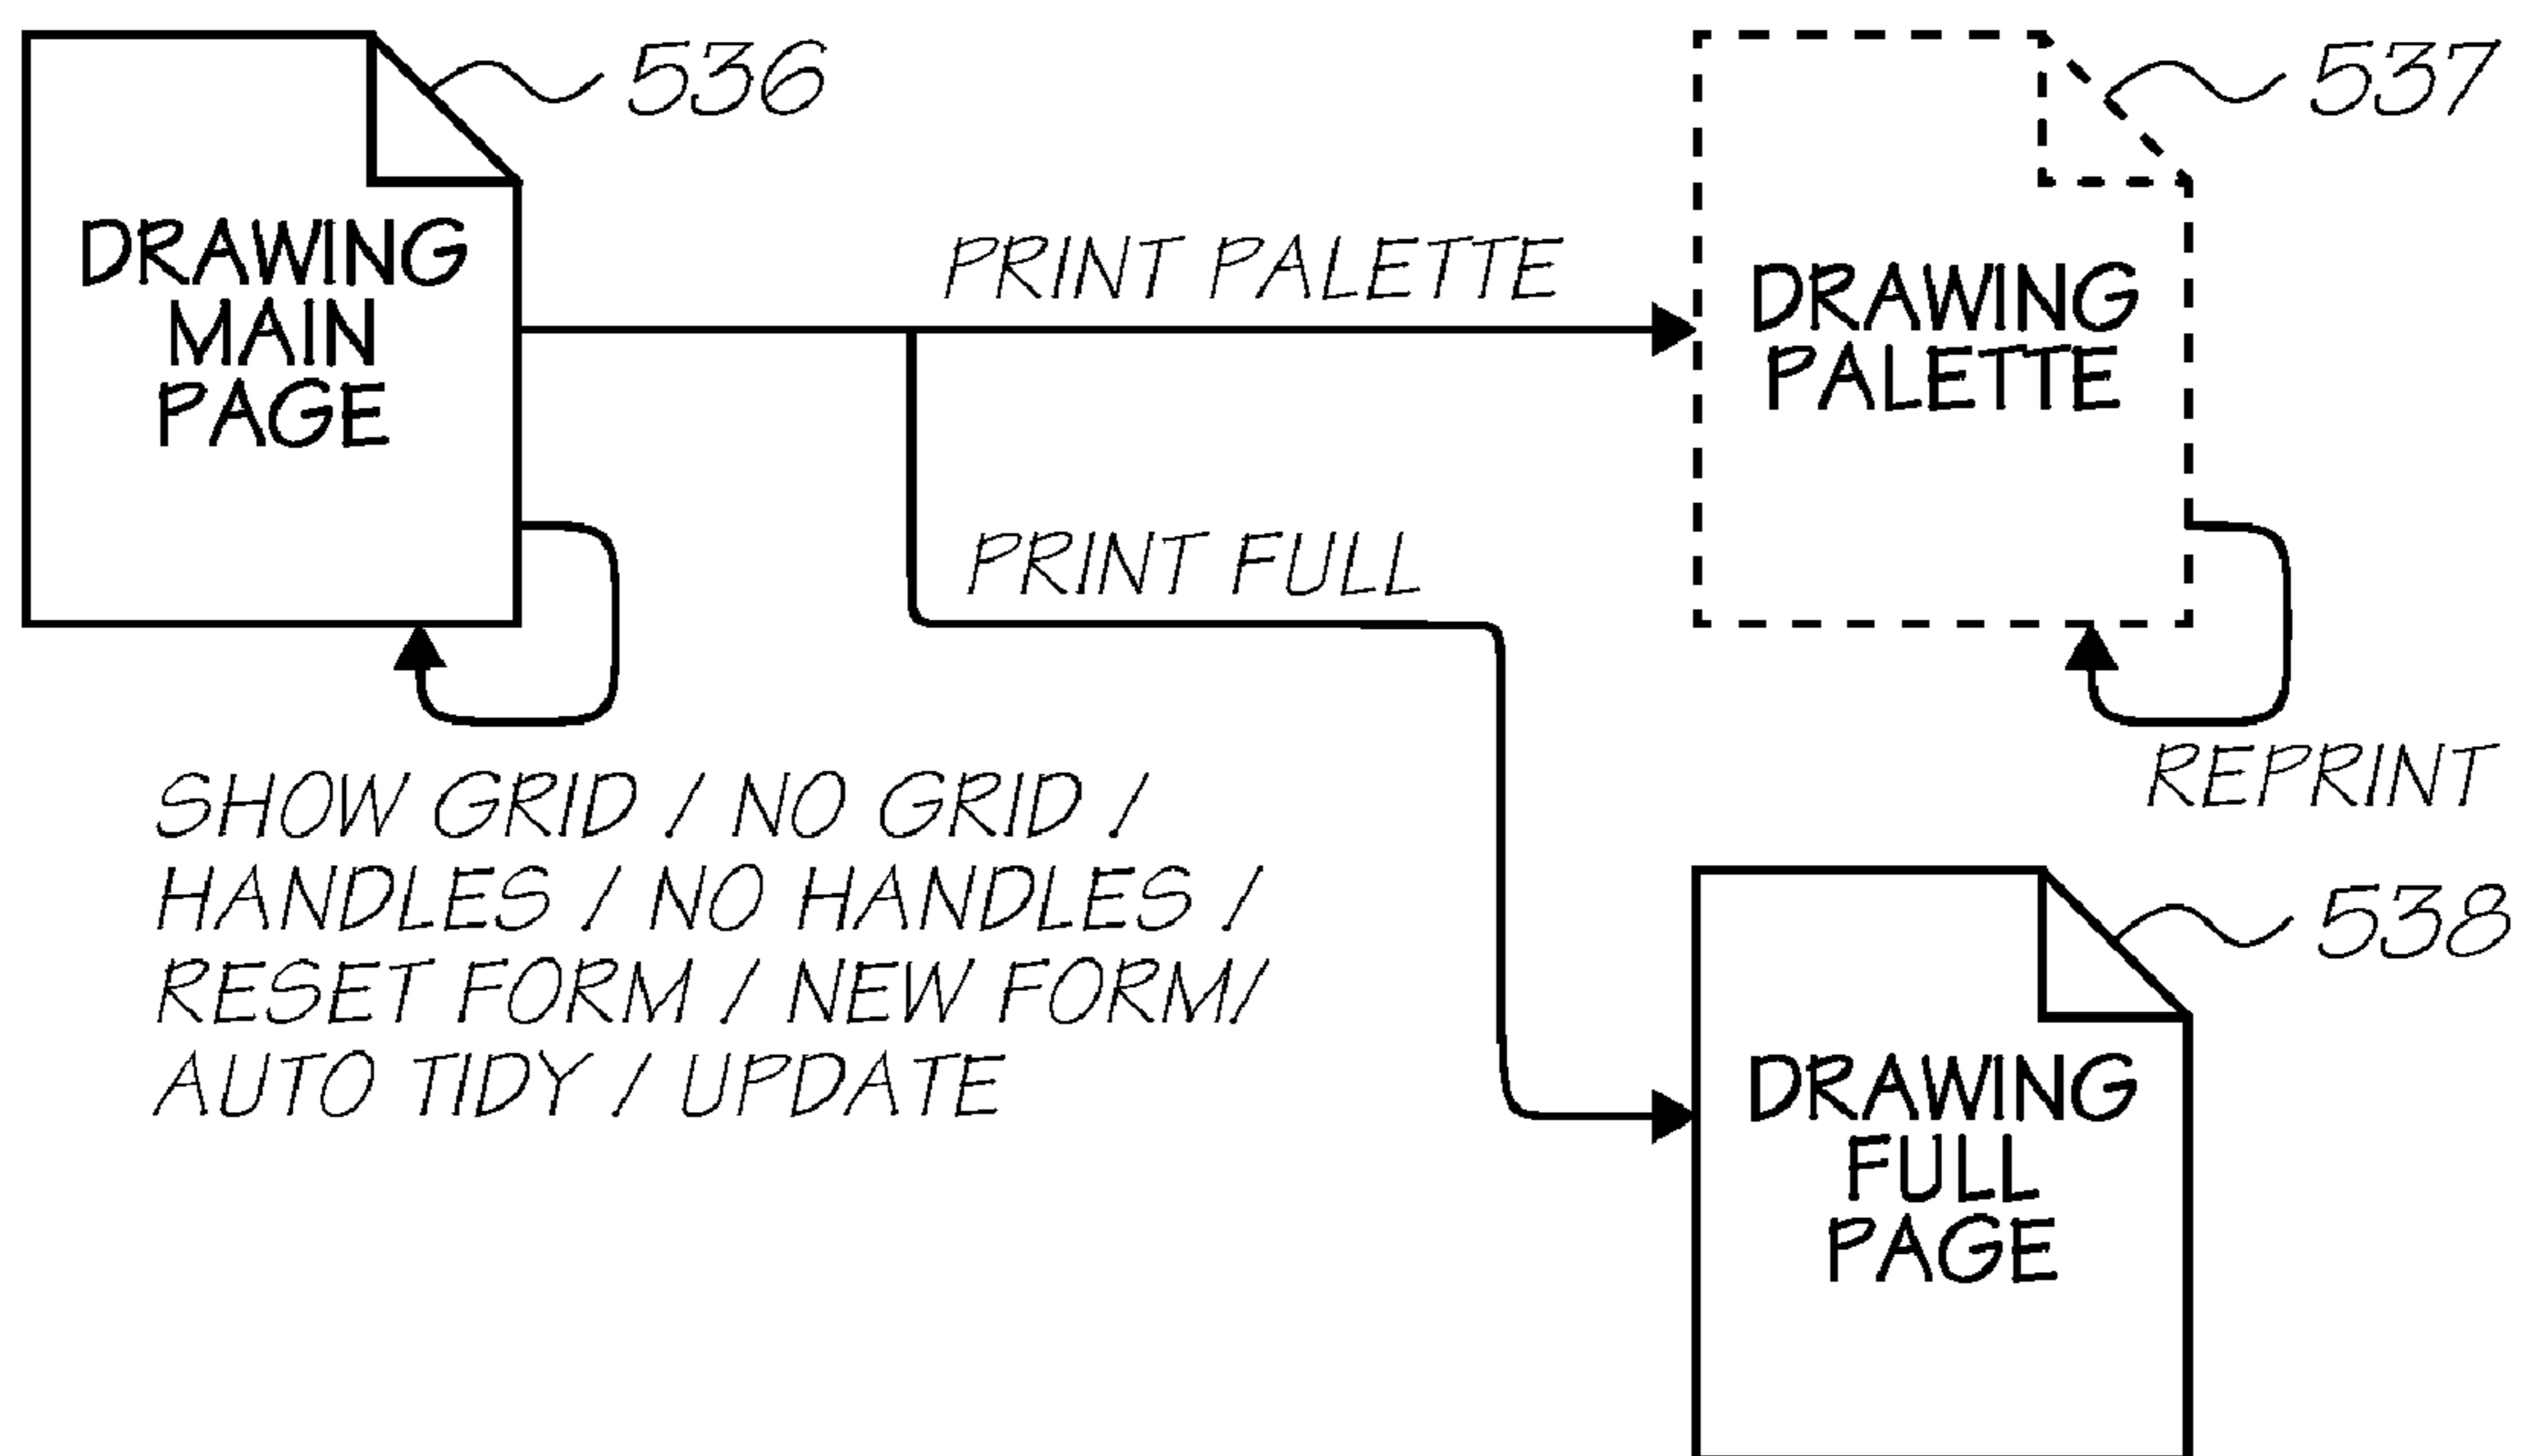 536
DRAWING
MAIN
PAGE
PRINT PALETTE
537
DRAWING
PALETTE
PRINT FULL
REPRINT
SHOW GRID / NO GRID /
HANDLES / NO HANDLES /
RESET FORM / NEW FORM/
AUTO TIDY / UPDATE
538
DRAWING
FULL
PAGE